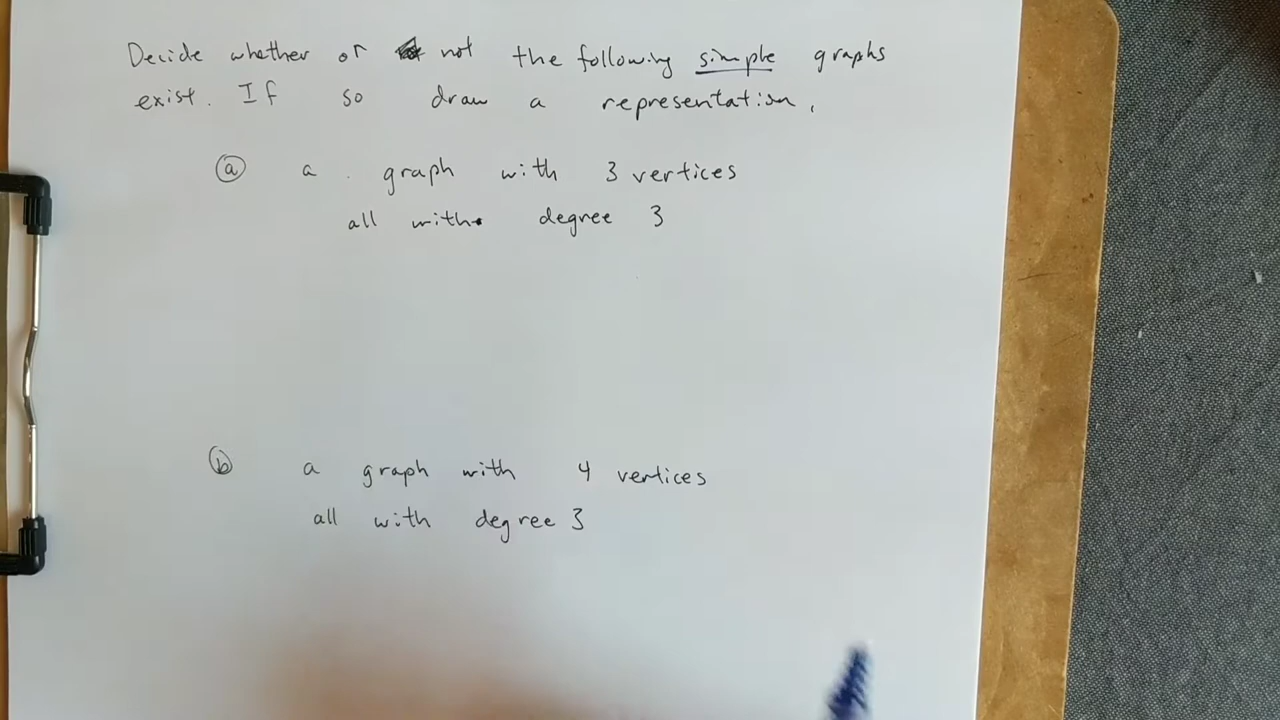 Decide whether or not the following simple graphs
exist. If so draw a representation.
ⓐ a graph with 3 vertices
all with degree 3
ⓑ a graph with 4 vertices
all with degree 3